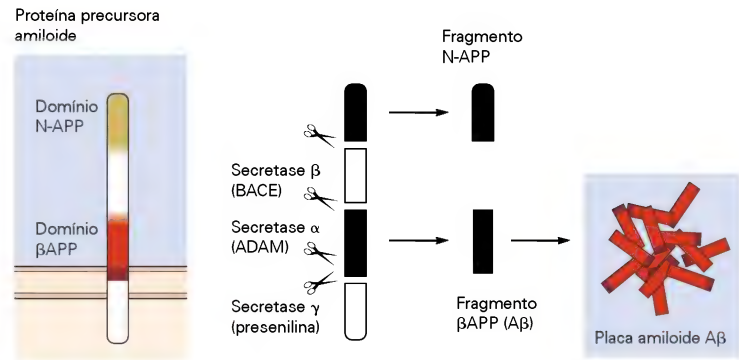 Proteína precursora
amiloide
Domínio
N-APP
Domínio
βAPP
Secretase β
(BACE)
Secretase α
(ADAM)
Secretase γ
(presenilina)
Fragmento
N-APP
Fragmento
βAPP (Aβ)
Placa amiloide Aβ